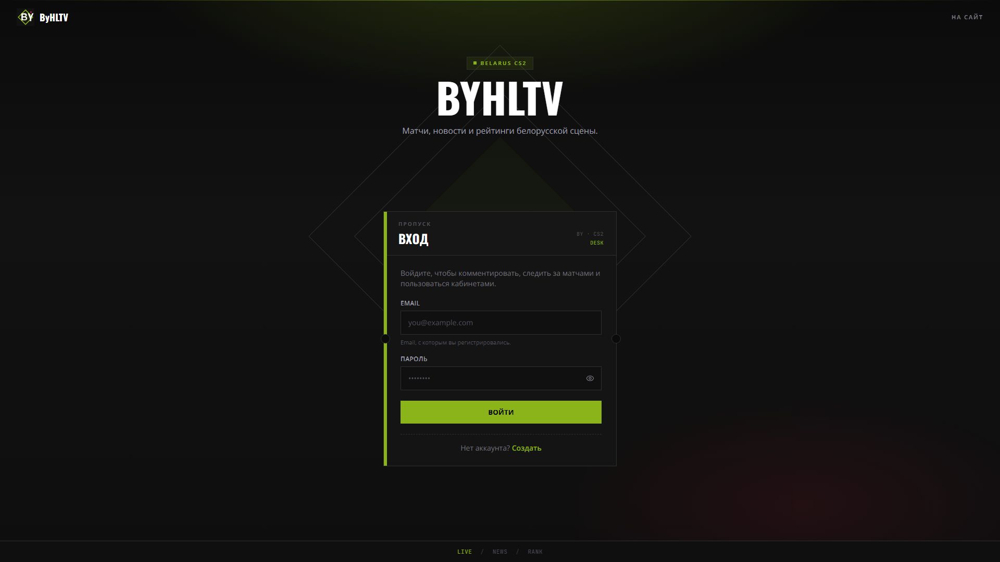 BY ByHLTV
НА САЙТ
BELARUS CS2
BYHLTV
Матчи, новости и рейтинги белорусской сцены.
ПРОПУСК
ВХОД
BY · CS2
DESK
Войдите, чтобы комментировать, следить за матчами и
пользоваться кабинетами.
EMAIL
you@example.com
Email, с которым вы регистрировались.
ПАРОЛЬ
••••••••
ВОЙТИ
Нет аккаунта? Создать
LIVE / NEWS / RANK